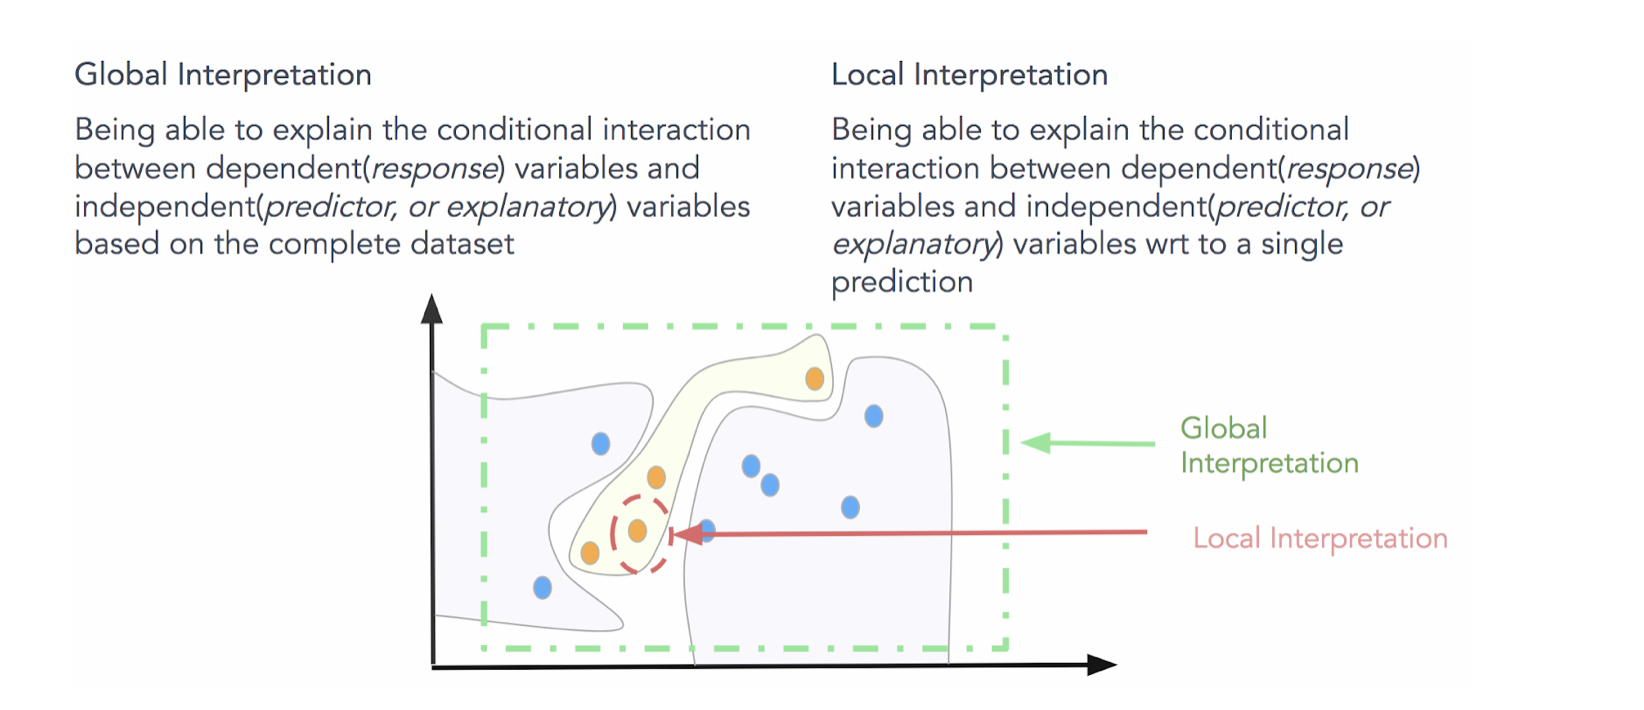 Global Interpretation
Being able to explain the conditional interaction
between dependent(response) variables and
independent(predictor, or explanatory) variables
based on the complete dataset
Local Interpretation
Being able to explain the conditional
interaction between dependent(response)
variables and independent(predictor, or
explanatory) variables wrt to a single
prediction
Global
Interpretation
Local Interpretation